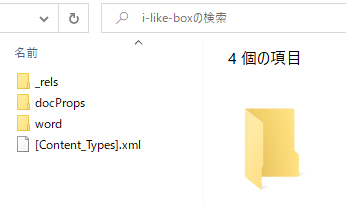 i-like-boxの検索
名前
4 個の項目
_rels
docProps
word
[Content_Types].xml